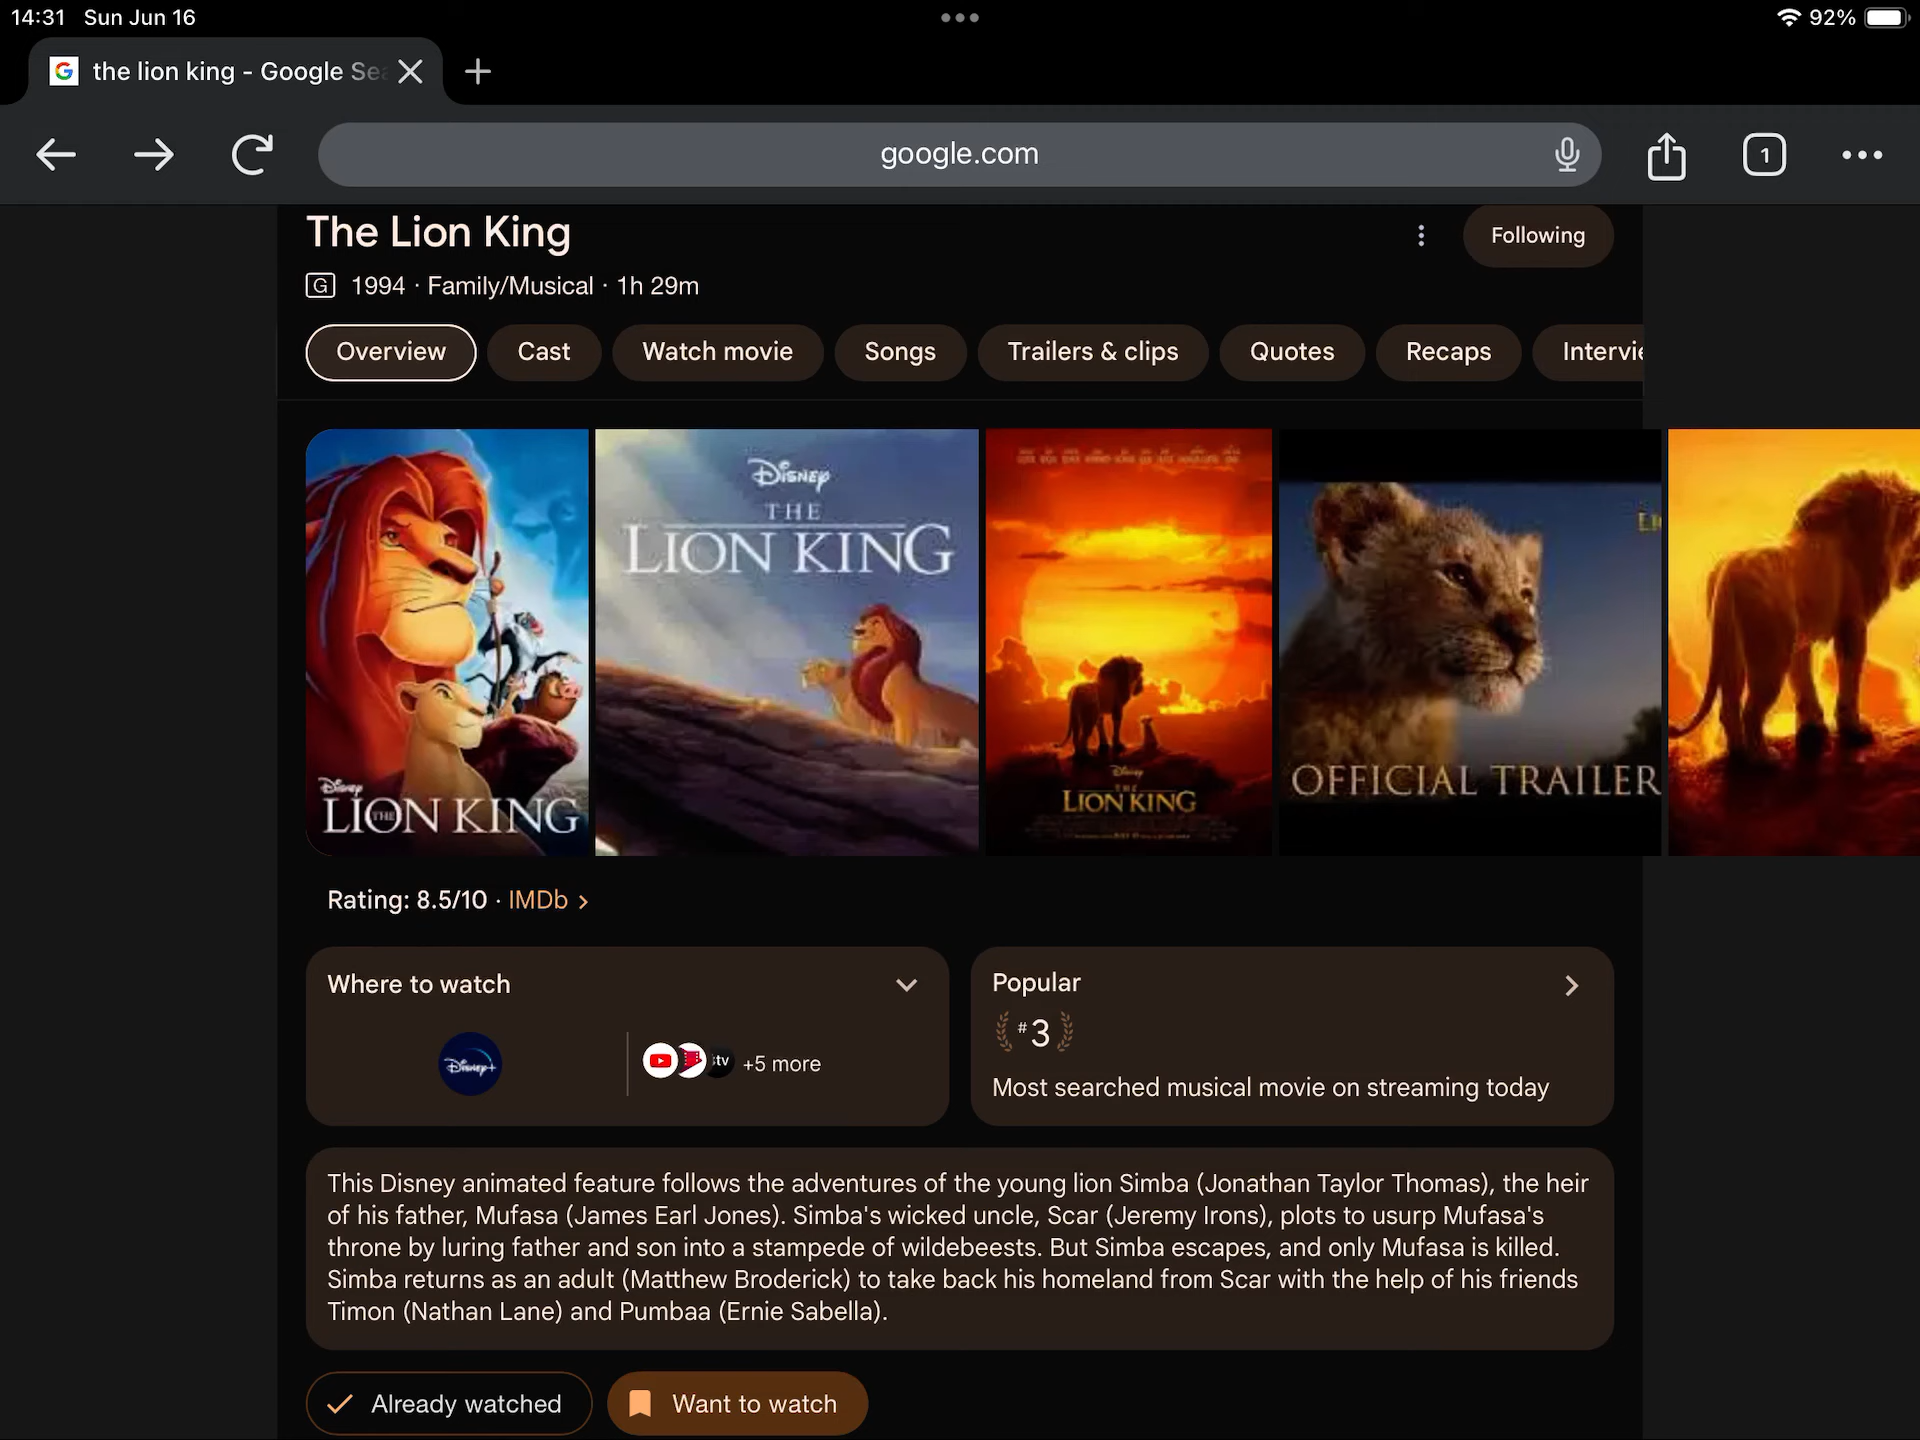 14:31 Sun Jun 16
92%
the lion king - Google Sea
google.com
1
The Lion King
Following
G 1994 · Family/Musical · 1h 29m
Overview
Cast
Watch movie
Songs
Trailers & clips
Quotes
Recaps
Intervie
Disney
THE
LION KING
Disney
THE
LION KING
Disney
THE
LION KING
OFFICIAL TRAILER
Rating: 8.5/10 · IMDb
Where to watch
Disney+
tv
+5 more
Popular
#3
Most searched musical movie on streaming today
This Disney animated feature follows the adventures of the young lion Simba (Jonathan Taylor Thomas), the heir
of his father, Mufasa (James Earl Jones). Simba's wicked uncle, Scar (Jeremy Irons), plots to usurp Mufasa's
throne by luring father and son into a stampede of wildebeests. But Simba escapes, and only Mufasa is killed.
Simba returns as an adult (Matthew Broderick) to take back his homeland from Scar with the help of his friends
Timon (Nathan Lane) and Pumbaa (Ernie Sabella).
Already watched
Want to watch